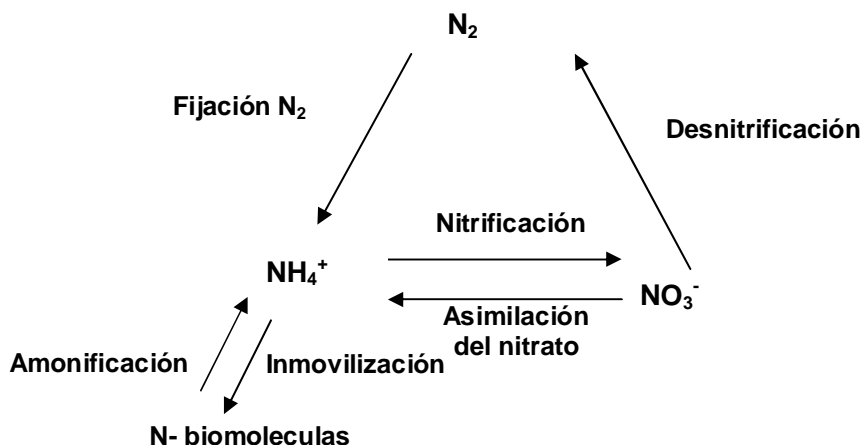 N₂
Fijación N₂
Desnitrificación
Nitrificación
NH₄⁺
NO₃⁻
Asimilación
del nitrato
Amonificación
Inmovilización
N- biomoleculas